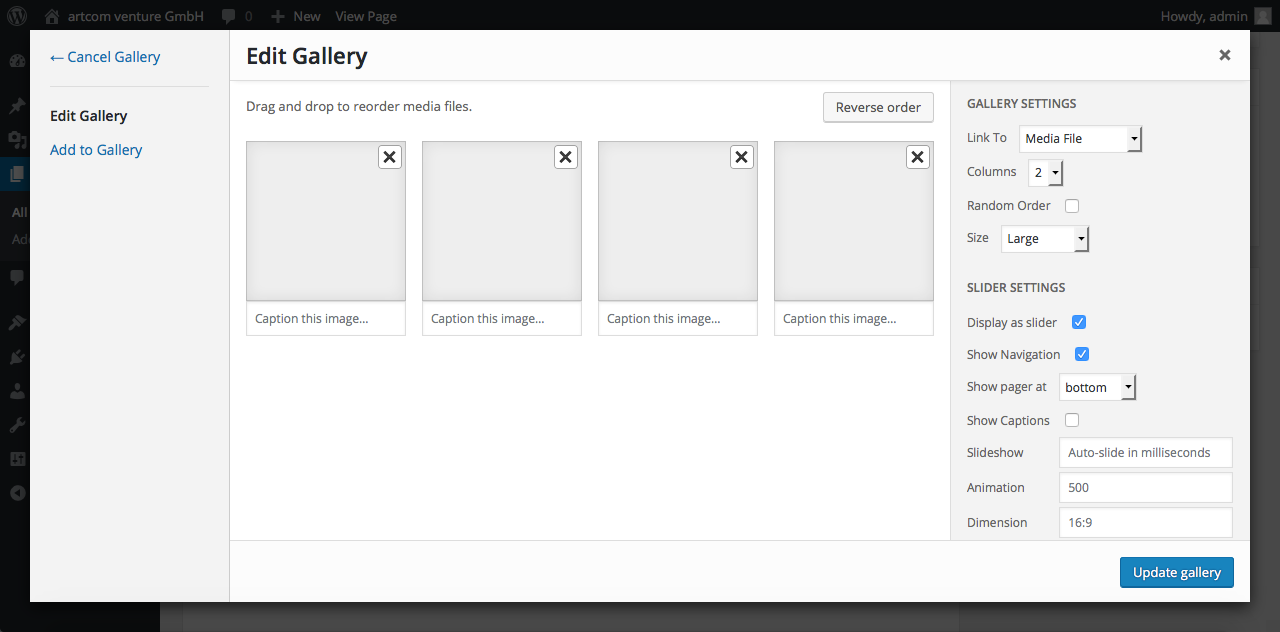 artcom venture GmbH 0 New View Page Howdy, admin
← Cancel Gallery
Edit Gallery
Add to Gallery
All
Add
Edit Gallery
Drag and drop to reorder media files.
Reverse order
Caption this image... Caption this image... Caption this image... Caption this image...
GALLERY SETTINGS
Link To Media File
Columns 2
Random Order
Size Large
SLIDER SETTINGS
Display as slider
Show Navigation
Show pager at bottom
Show Captions
Slideshow Auto-slide in milliseconds
Animation 500
Dimension 16:9
Update gallery